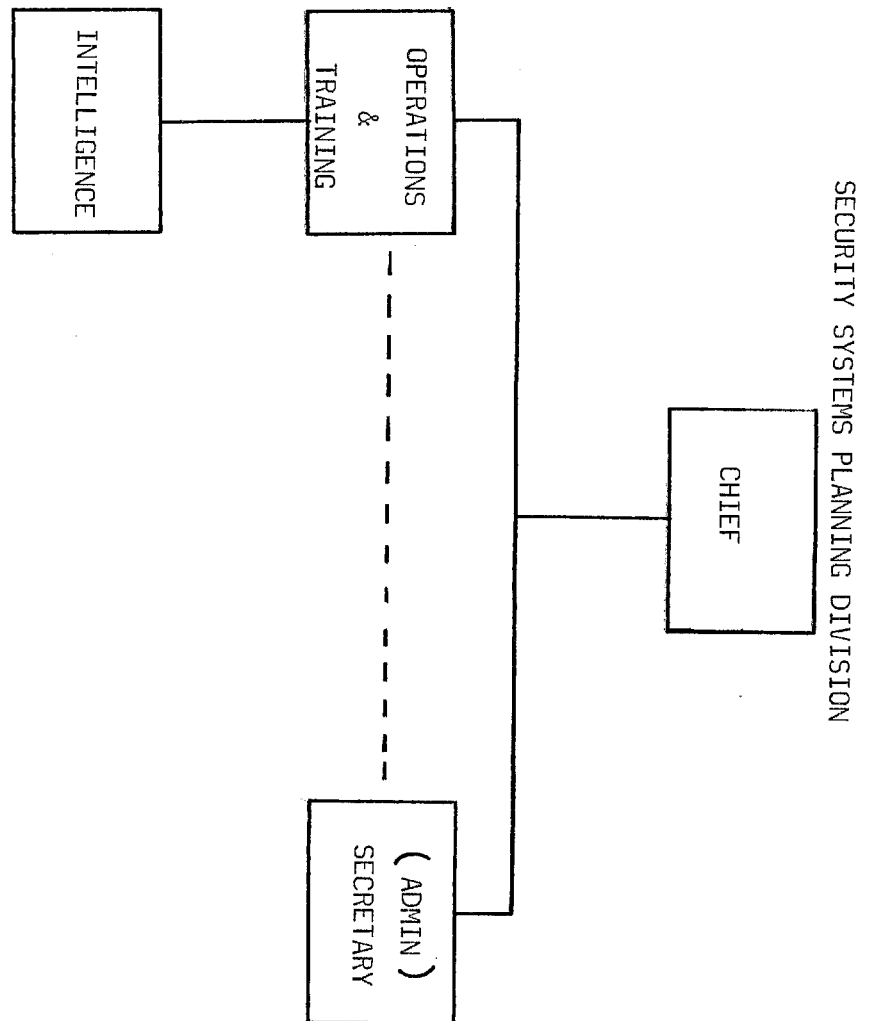 SECURITY SYSTEMS PLANNING DIVISION
CHIEF
OPERATIONS
&
TRAINING
(ADMIN)
SECRETARY
INTELLIGENCE